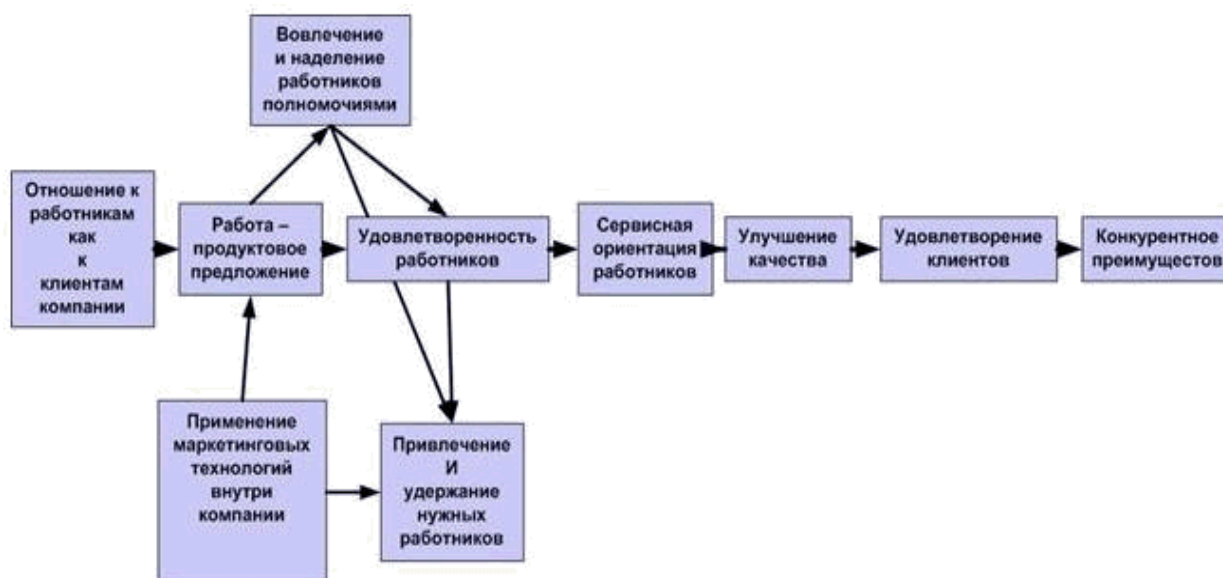 Вовлечение
и наделение
работников
полномочиями
Отношение к
работникам
как
к
клиентам
компании
Работа –
продуктовое
предложение
Удовлетворенность
работников
Сервисная
ориентация
работников
Улучшение
качества
Удовлетворение
клиентов
Конкурентное
преимущестов
Применение
маркетинговых
технологий
внутри
компании
Привлечение
И
удержание
нужных
работников